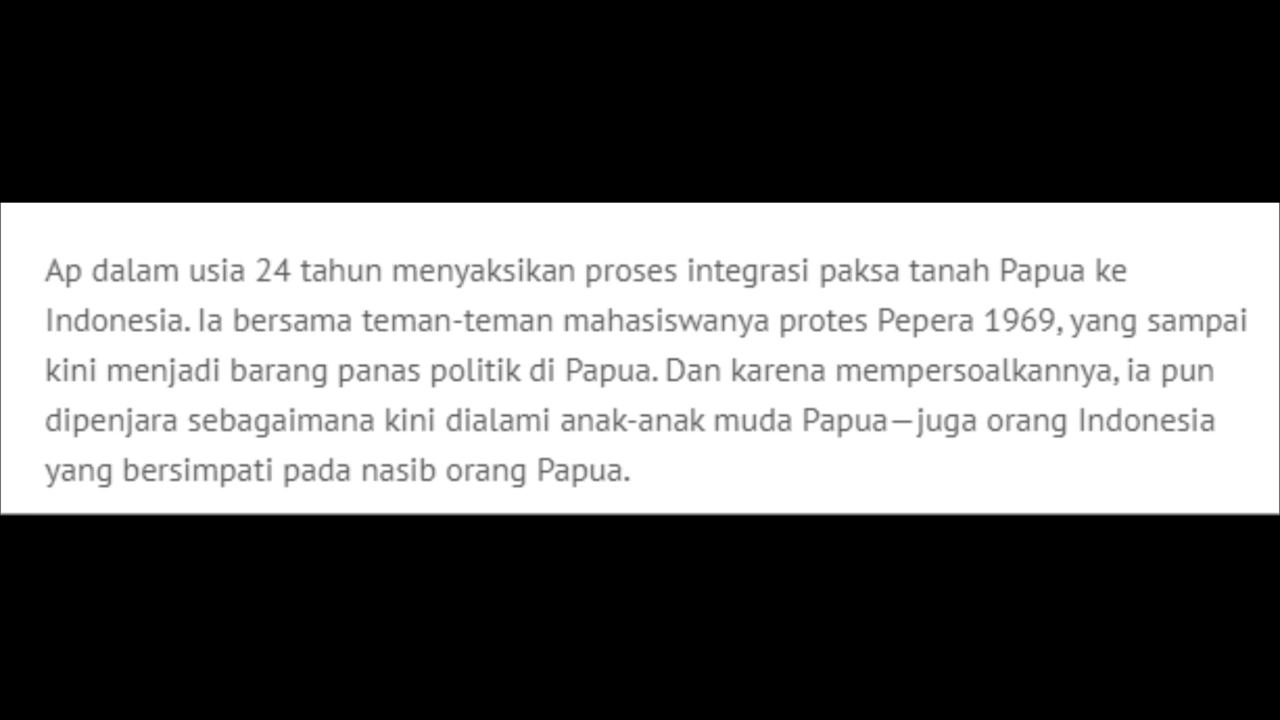 Ap dalam usia 24 tahun menyaksikan proses integrasi paksa tanah Papua ke
Indonesia. Ia bersama teman-teman mahasiswanya protes Pepera 1969, yang sampai
kini menjadi barang panas politik di Papua. Dan karena mempersoalkannya, ia pun
dipenjara sebagaimana kini dialami anak-anak muda Papua—juga orang Indonesia
yang bersimpati pada nasib orang Papua.